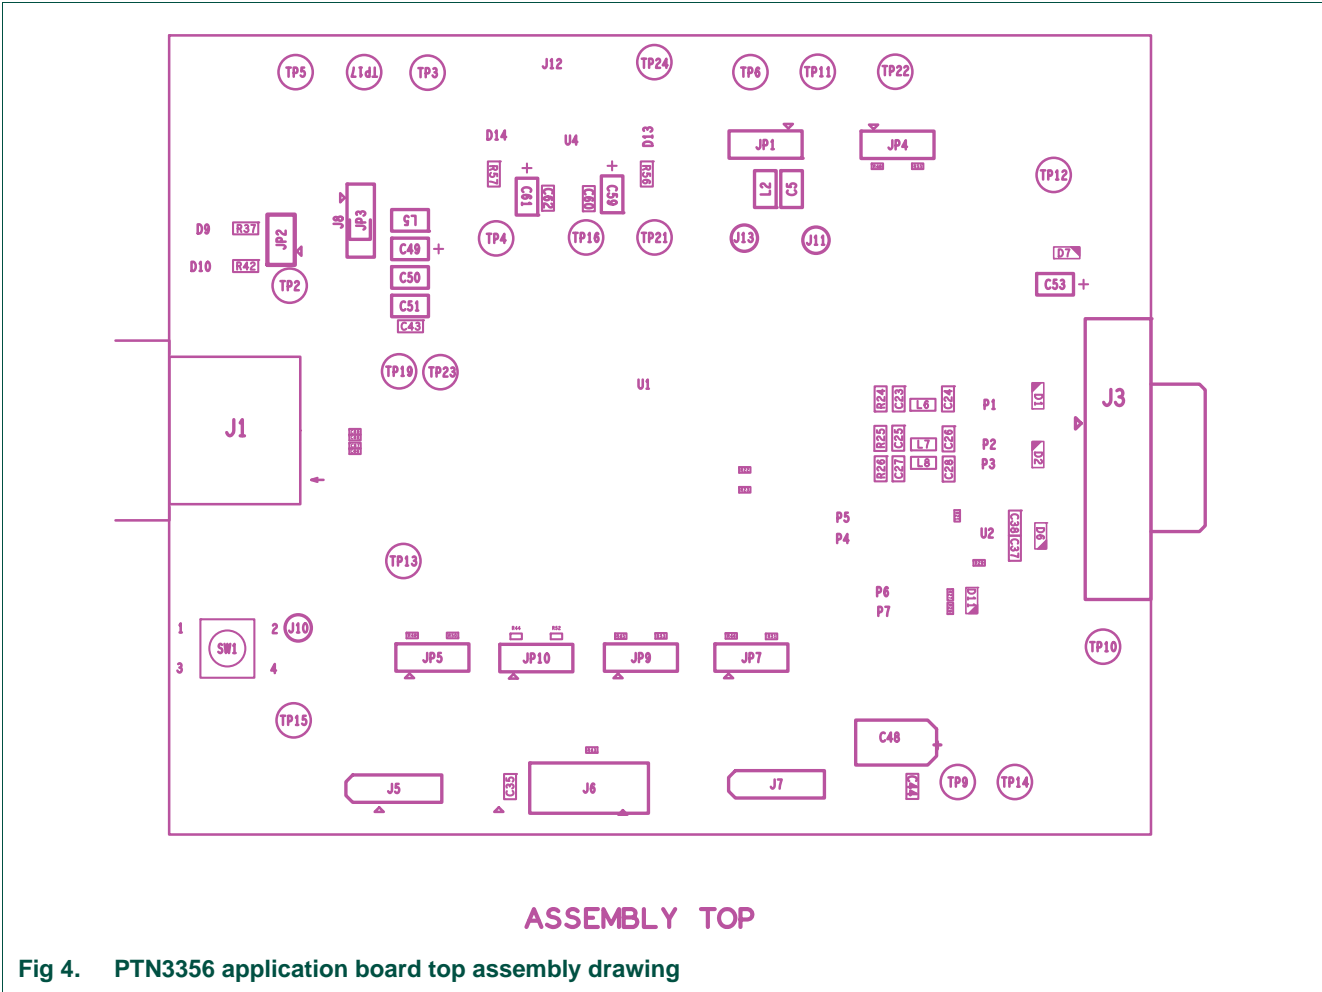 TP5 TP17 TP3 J12 TP24 TP6 TP11 TP22
D14 U4 D13 JP1 JP4
R57 C61 C62 C60 C59 R56 L2 C5 TP12
D9 R37 JP2 J8 JP3 L5 TP4 TP16 TP21 J13 J11
C49 D7
D10 R42 TP2 C50 C53
C51
C43
TP19 TP23 U1
J1 R24 C23 L6 C24 P1 D1 J3
R25 C25 L7 C26 P2
R26 C27 L8 C28 P3 D2
P5 U2 C38 C37 D6
P4
TP13
P6 D11
P7
1 2 J10
SW1
3 4
R44 R52
JP5 JP10 JP9 JP7 TP10
TP15 C48
J5 C35 J6 J7 C44 TP9 TP14
ASSEMBLY TOP
Fig 4. PTN3356 application board top assembly drawing